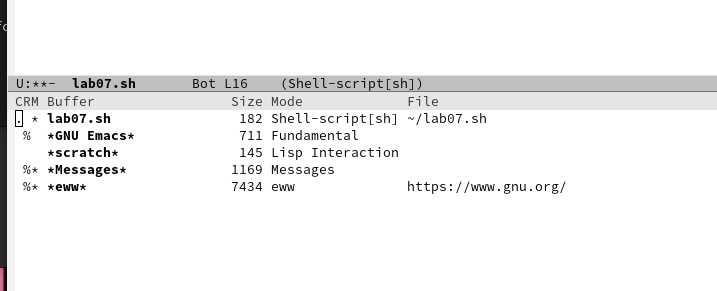 U:**-  lab07.sh       Bot L16    (Shell-script[sh])
CRM Buffer                 Size Mode             File
. * lab07.sh                182 Shell-script[sh] ~/lab07.sh
 %  *GNU Emacs*             711 Fundamental
    *scratch*               145 Lisp Interaction
 %* *Messages*             1169 Messages
 %* *eww*                  7434 eww              https://www.gnu.org/